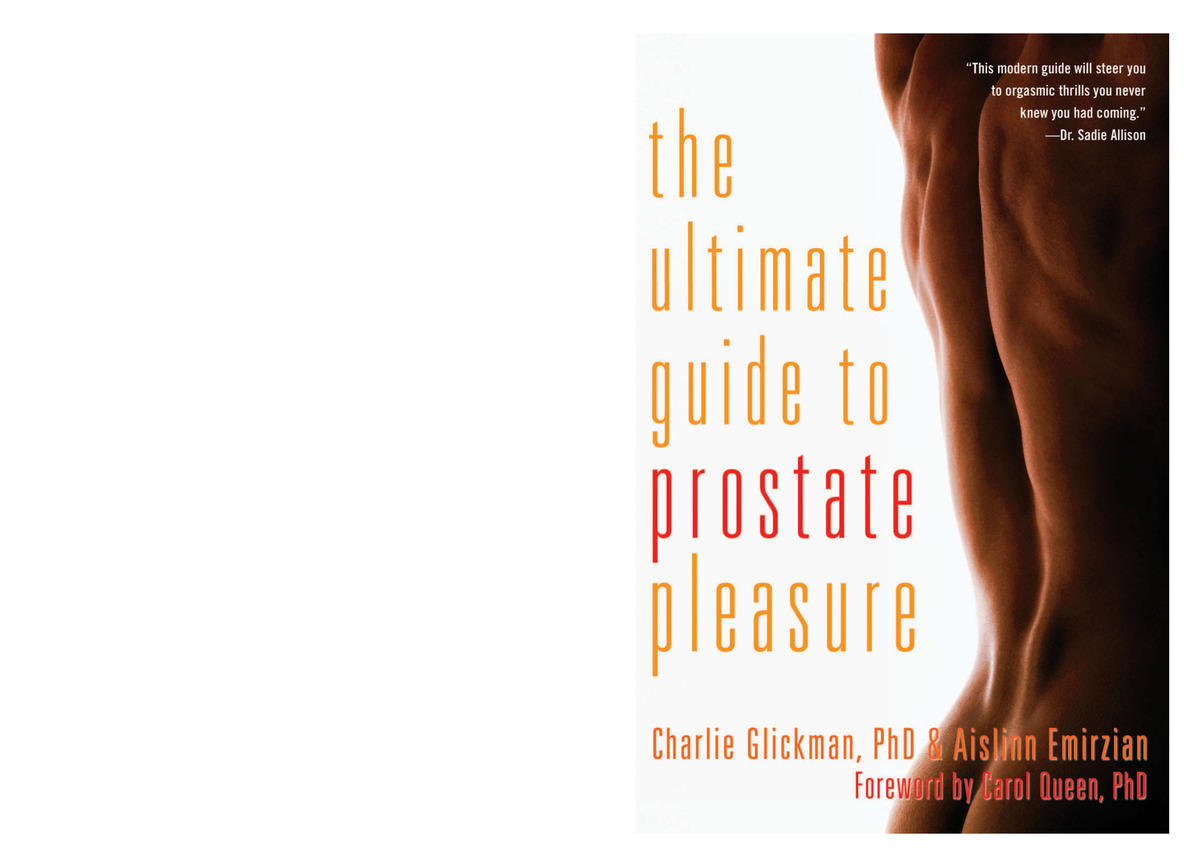 “This modern guide will steer you
to orgasmic thrills you never
knew you had coming.”
—Dr. Sadie Allison
the
ultimate
guide to
prostate
pleasure
Charlie Glickman, PhD & Aislinn Emirzian
Foreword by Carol Queen, PhD